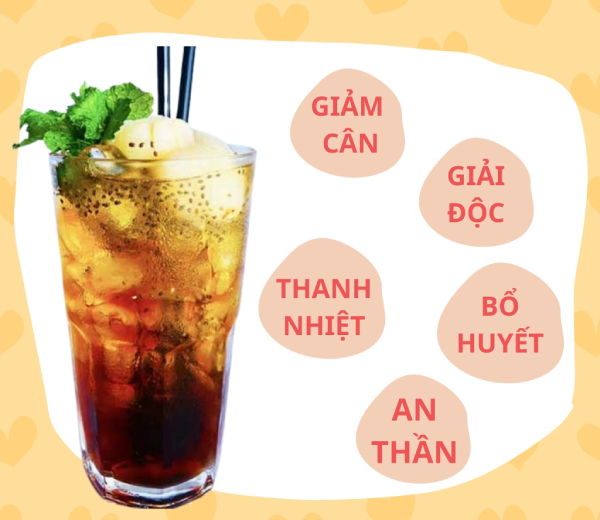 GIẢM
CÂN
GIẢI
ĐỘC
THANH
NHIỆT
BỔ
HUYẾT
AN
THẦN